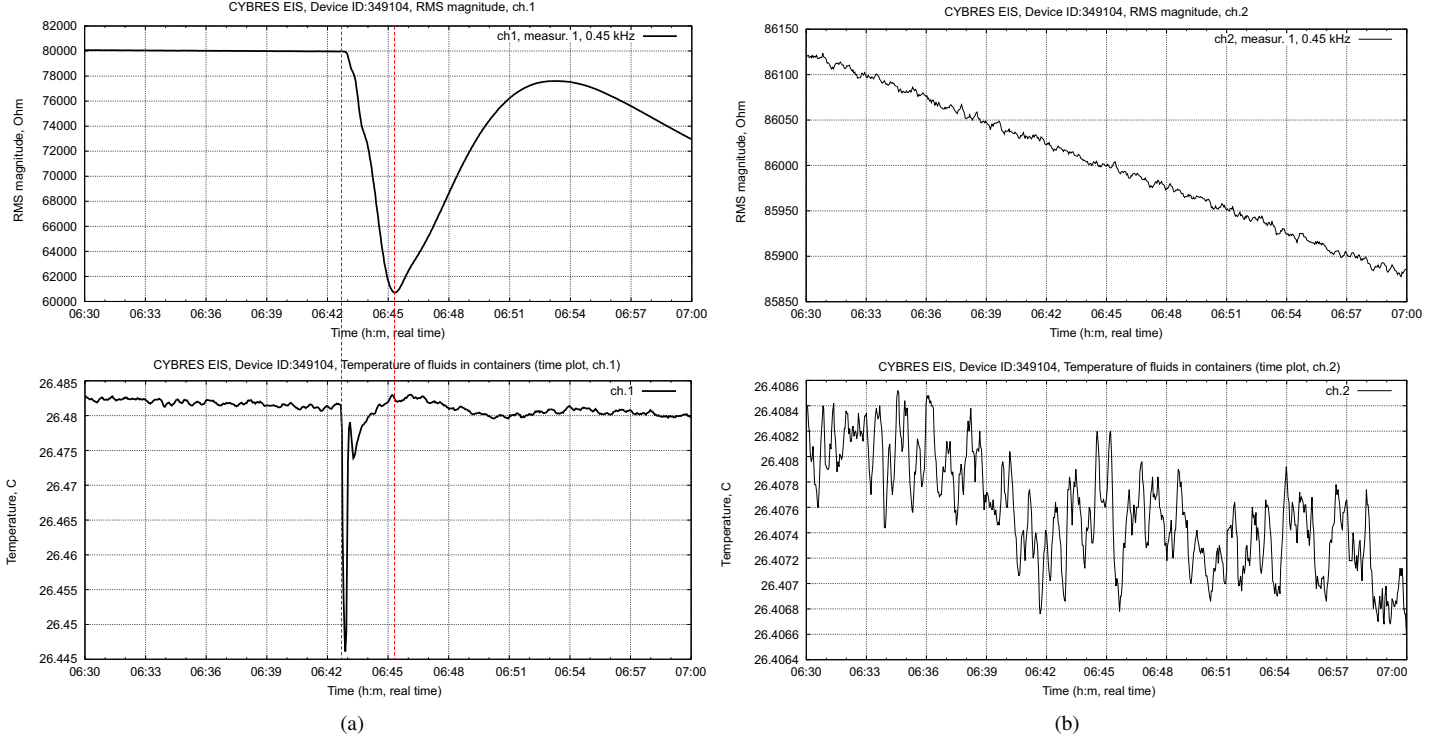 CYBRES EIS, Device ID:349104, RMS magnitude, ch.1
82000
80000
78000
76000
74000
72000
70000
68000
66000
64000
62000
60000
RMS magnitude, Ohm
ch1, measur. 1, 0.45 kHz
06:30 06:33 06:36 06:39 06:42 06:45 06:48 06:51 06:54 06:57 07:00
Time (h:m, real time)
CYBRES EIS, Device ID:349104, RMS magnitude, ch.2
86150
86100
86050
86000
85950
85900
85850
RMS magnitude, Ohm
ch2, measur. 1, 0.45 kHz
06:30 06:33 06:36 06:39 06:42 06:45 06:48 06:51 06:54 06:57 07:00
Time (h:m, real time)
CYBRES EIS, Device ID:349104, Temperature of fluids in containers (time plot, ch.1)
26.485
26.48
26.475
26.47
26.465
26.46
26.455
26.45
26.445
Temperature, C
ch.1
06:30 06:33 06:36 06:39 06:42 06:45 06:48 06:51 06:54 06:57 07:00
Time (h:m, real time)
(a)
CYBRES EIS, Device ID:349104, Temperature of fluids in containers (time plot, ch.2)
26.4086
26.4084
26.4082
26.408
26.4078
26.4076
26.4074
26.4072
26.407
26.4068
26.4066
26.4064
Temperature, C
ch.2
06:30 06:33 06:36 06:39 06:42 06:45 06:48 06:51 06:54 06:57 07:00
Time (h:m, real time)
(b)